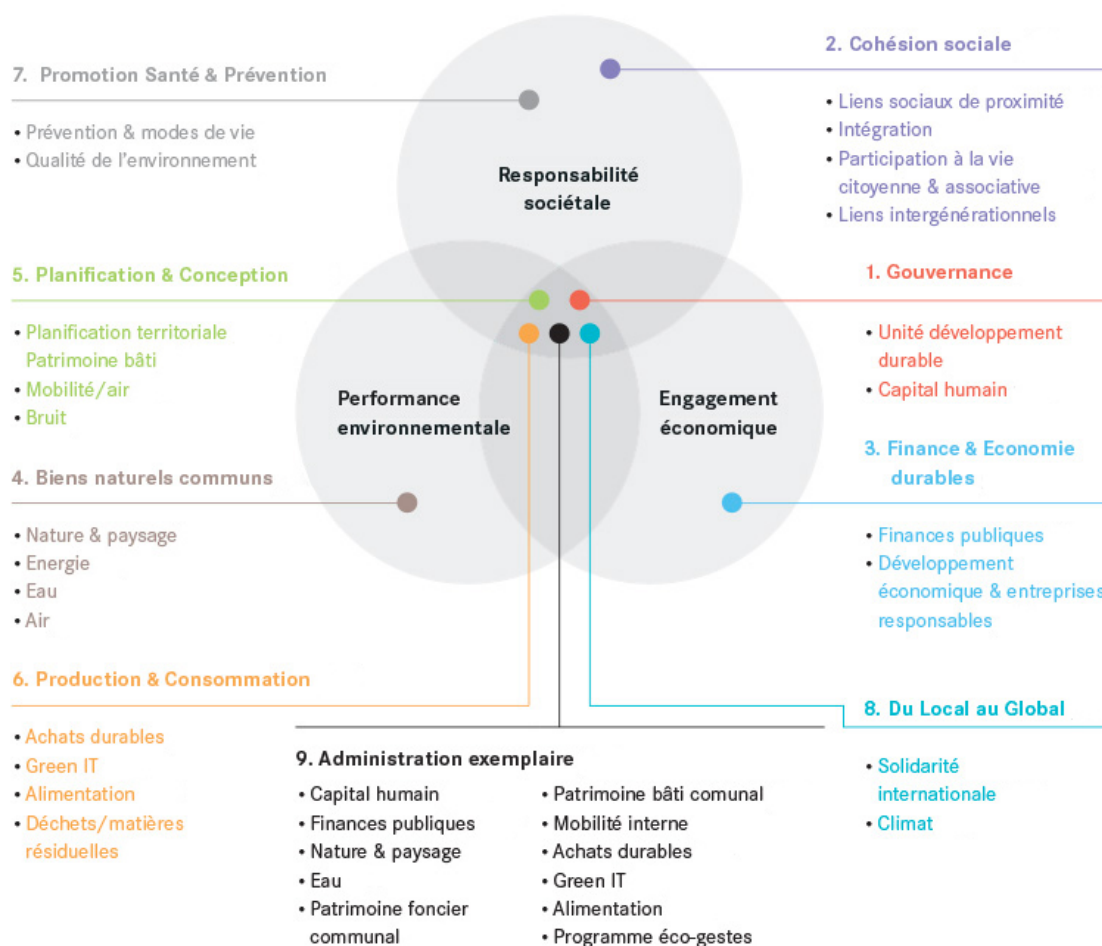 7. Promotion Santé & Prévention
• Prévention & modes de vie
• Qualité de l'environnement
2. Cohésion sociale
• Liens sociaux de proximité
• Intégration
• Participation à la vie
citoyenne & associative
• Liens intergénérationnels
Responsabilité
sociétale
5. Planification & Conception
• Planification territoriale
Patrimoine bâti
• Mobilité/air
• Bruit
1. Gouvernance
• Unité développement
durable
• Capital humain
Performance
environnementale
Engagement
économique
4. Biens naturels communs
• Nature & paysage
• Energie
• Eau
• Air
3. Finance & Economie
durables
• Finances publiques
• Développement
économique & entreprises
responsables
6. Production & Consommation
• Achats durables
• Green IT
• Alimentation
• Déchets/matières
résiduelles
9. Administration exemplaire
• Capital humain
• Finances publiques
• Nature & paysage
• Eau
• Patrimoine foncier
communal
• Patrimoine bâti comunal
• Mobilité interne
• Achats durables
• Green IT
• Alimentation
• Programme éco-gestes
8. Du Local au Global
• Solidarité
internationale
• Climat